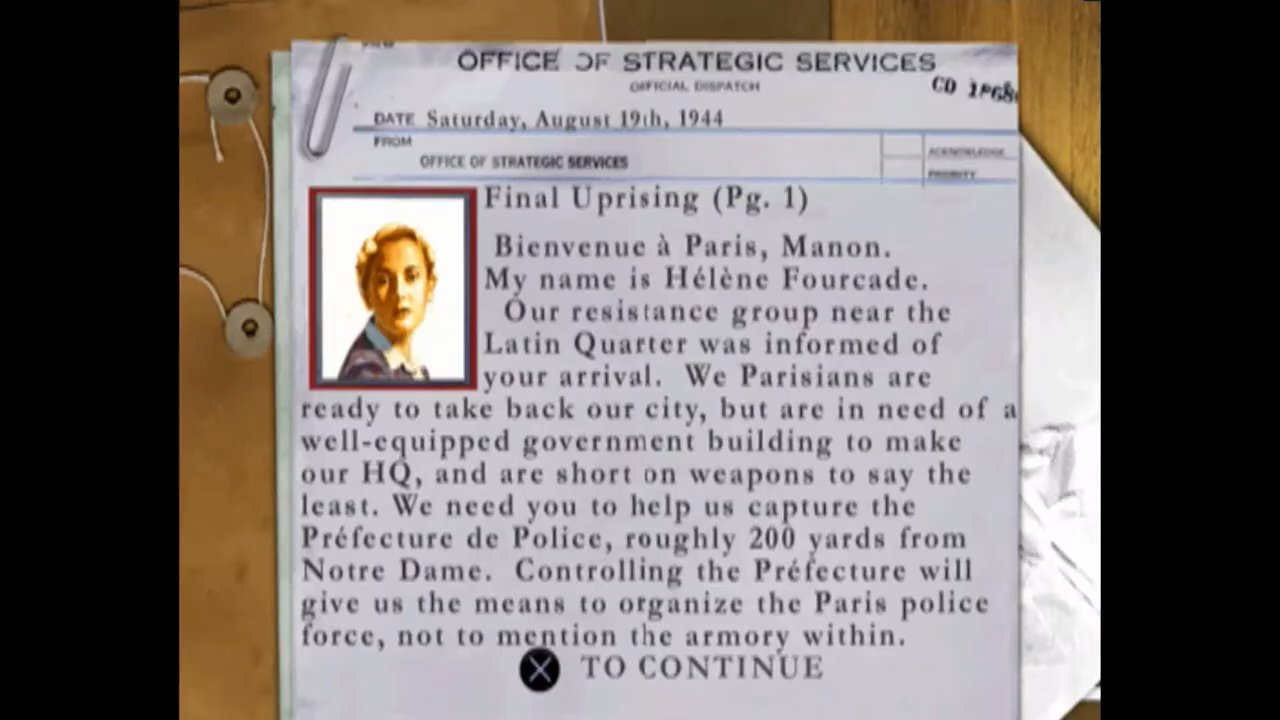 OFFICE OF STRATEGIC SERVICES
OFFICIAL DISPATCH
DATE Saturday, August 19th, 1944
FROM
OFFICE OF STRATEGIC SERVICES
ACKNOWLEDGE
PRIORITY
Final Uprising (Pg. 1)
Bienvenue à Paris, Manon.
My name is Hélène Fourcade.
Our resistance group near the
Latin Quarter was informed of
your arrival. We Parisians are
ready to take back our city, but are in need of a
well-equipped government building to make
our HQ, and are short on weapons to say the
least. We need you to help us capture the
Préfecture de Police, roughly 200 yards from
Notre Dame. Controlling the Préfecture will
give us the means to organize the Paris police
force, not to mention the armory within.
TO CONTINUE